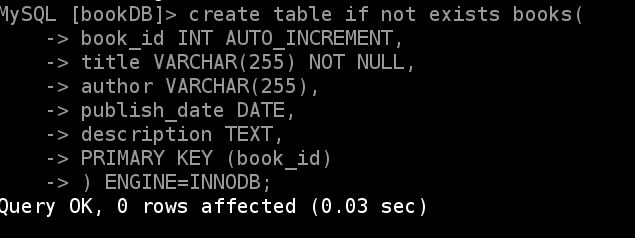 MySQL [bookDB]> create table if not exists books(
    -> book_id INT AUTO_INCREMENT,
    -> title VARCHAR(255) NOT NULL,
    -> author VARCHAR(255),
    -> publish_date DATE,
    -> description TEXT,
    -> PRIMARY KEY (book_id)
    -> ) ENGINE=INNODB;
Query OK, 0 rows affected (0.03 sec)